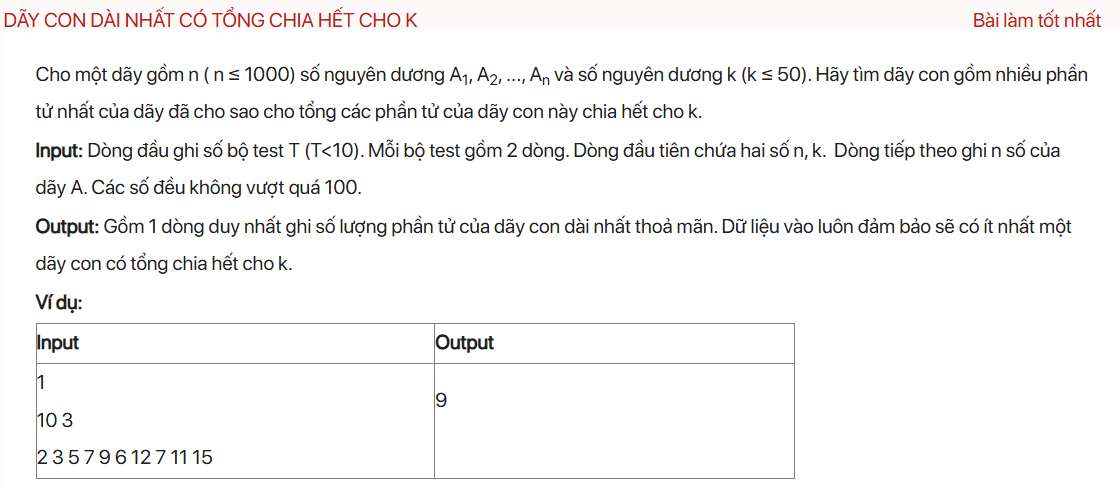 DÃY CON DÀI NHẤT CÓ TỔNG CHIA HẾT CHO K Bài làm tốt nhất
Cho một dãy gồm n ( n ≤ 1000) số nguyên dương A1, A2, ..., An và số nguyên dương k (k ≤ 50). Hãy tìm dãy con gồm nhiều phần
tử nhất của dãy đã cho sao cho tổng các phần tử của dãy con này chia hết cho k.
Input: Dòng đầu ghi số bộ test T (T<10). Mỗi bộ test gồm 2 dòng. Dòng đầu tiên chứa hai số n, k. Dòng tiếp theo ghi n số của
dãy A. Các số đều không vượt quá 100.
Output: Gồm 1 dòng duy nhất ghi số lượng phần tử của dãy con dài nhất thoả mãn. Dữ liệu vào luôn đảm bảo sẽ có ít nhất một
dãy con có tổng chia hết cho k.
Ví dụ:
Input Output
1
9
10 3
2 3 5 7 9 6 12 7 11 15